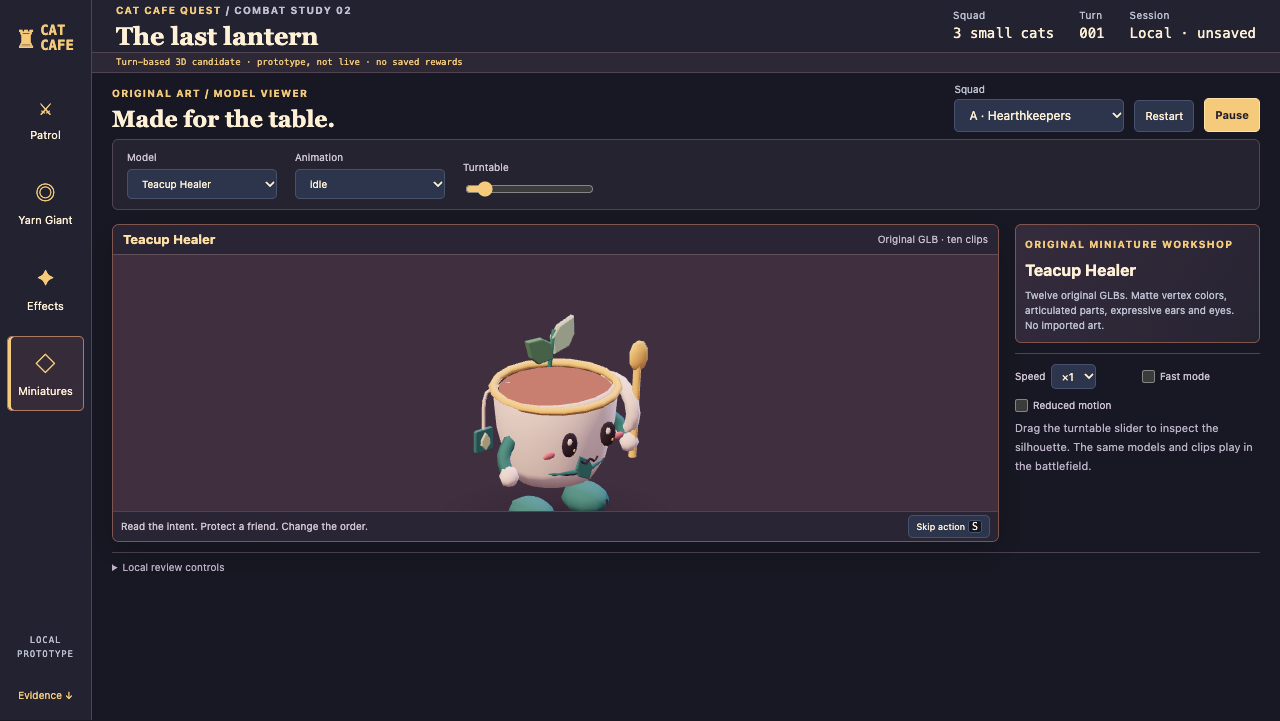 CAT
CAFE
CAT CAFE QUEST / COMBAT STUDY 02
The last lantern
Squad
3 small cats
Turn
001
Session
Local · unsaved
Turn-based 3D candidate · prototype, not live · no saved rewards
Patrol
Yarn Giant
Effects
Miniatures
LOCAL
PROTOTYPE
Evidence ↓
ORIGINAL ART / MODEL VIEWER
Made for the table.
Squad
A · Hearthkeepers
Restart
Pause
Model
Teacup Healer
Animation
Idle
Turntable
Teacup Healer
Original GLB · ten clips
Read the intent. Protect a friend. Change the order.
Skip action S
Local review controls
ORIGINAL MINIATURE WORKSHOP
Teacup Healer
Twelve original GLBs. Matte vertex colors,
articulated parts, expressive ears and eyes.
No imported art.
Speed
×1
Fast mode
Reduced motion
Drag the turntable slider to inspect the
silhouette. The same models and clips play in
the battlefield.